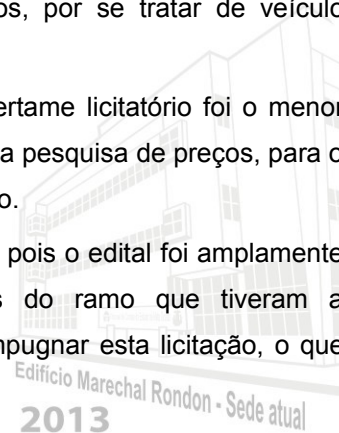 os, por se tratar de veículo
ertame licitatório foi o menor
a pesquisa de preços, para o
o.
pois o edital foi amplamente
s do ramo que tiveram a
mpugnar esta licitação, o que
Edifício Marechal Rondon - Sede atual
2013